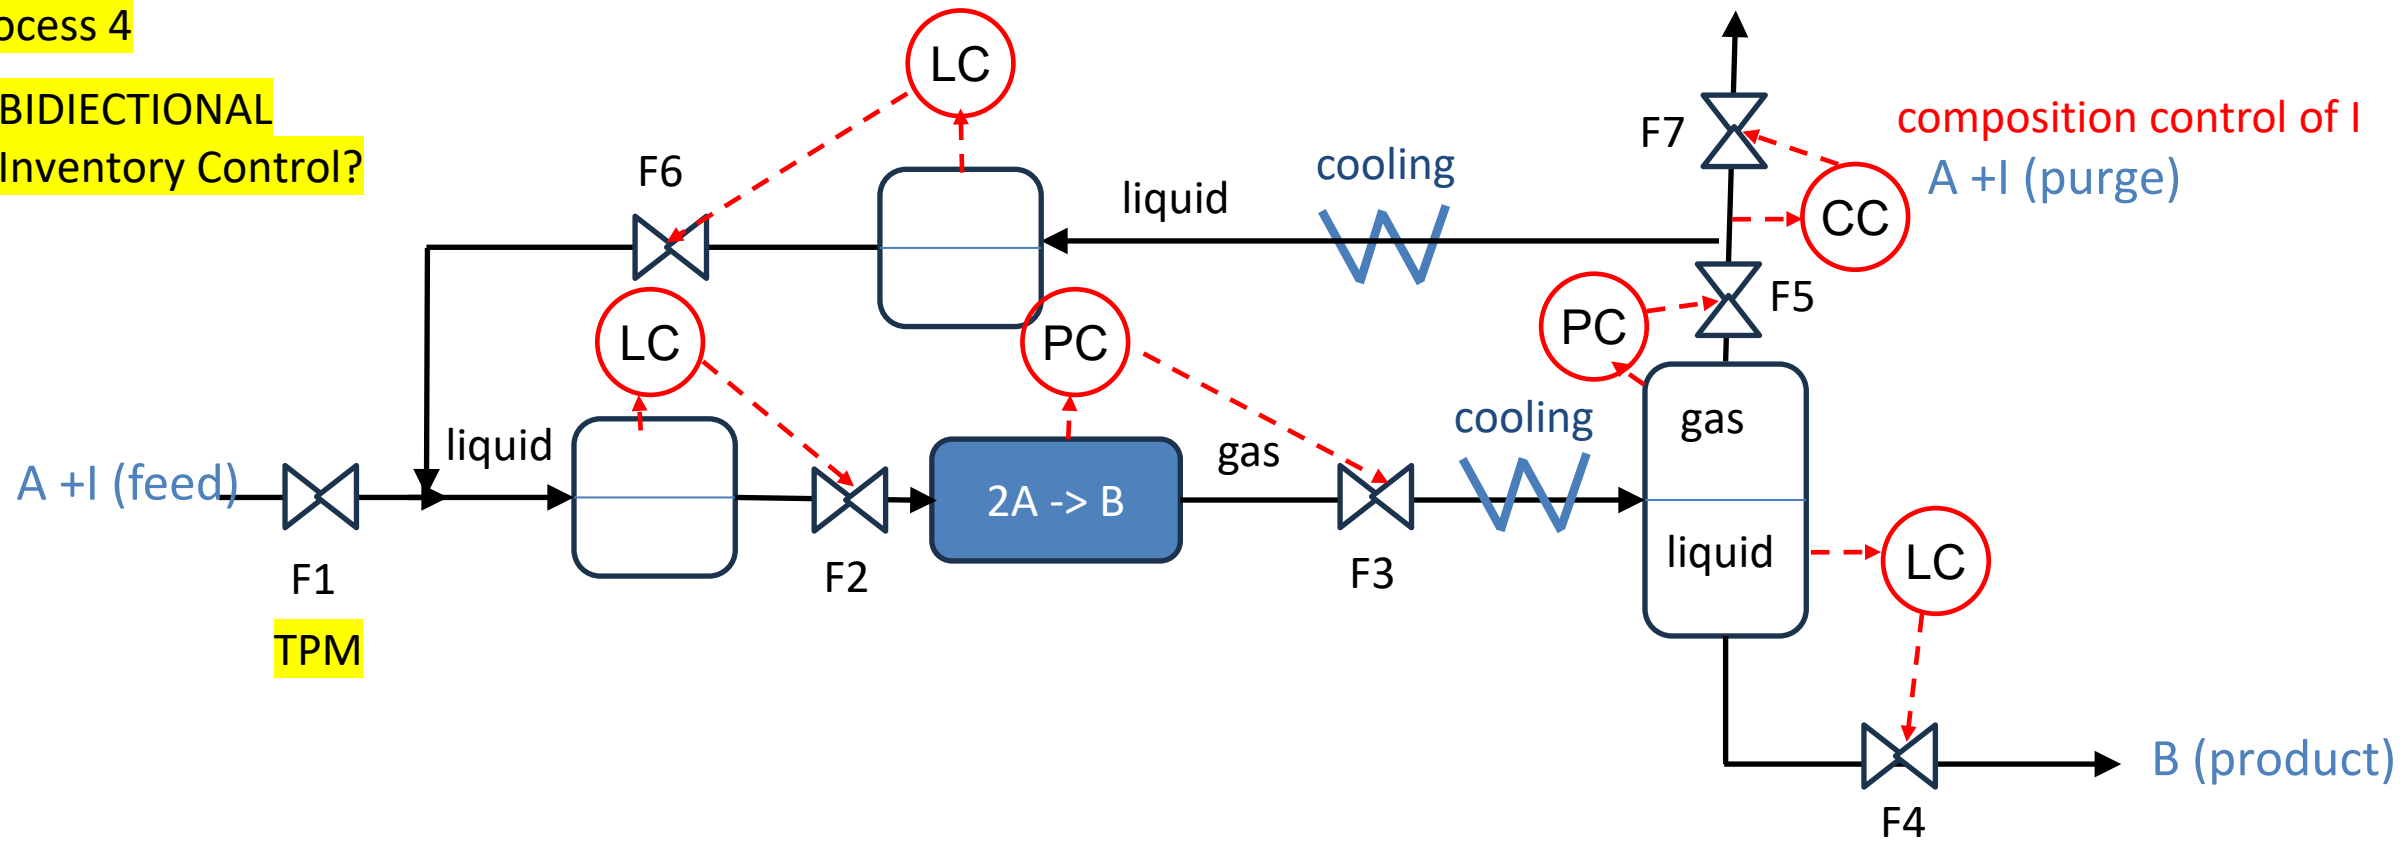 ocess 4
BIDIECTIONAL
Inventory Control?
LC
F6
liquid
cooling
F7
composition control of I
A +I (purge)
CC
F5
PC
LC
PC
liquid
gas
cooling
gas
A +I (feed)
2A -> B
liquid
LC
F1
F2
F3
TPM
B (product)
F4